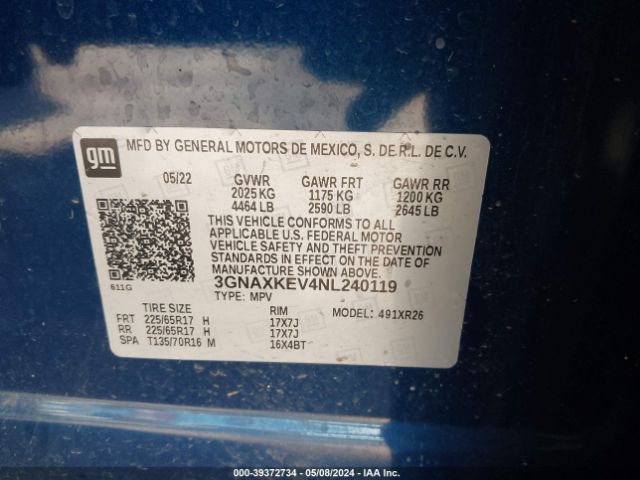 gm
MFD BY GENERAL MOTORS DE MEXICO, S. DE R.L. DE C.V.
05/22 GVWR GAWR FRT GAWR RR
2025 KG 1175 KG 1200 KG
4464 LB 2590 LB 2645 LB
THIS VEHICLE CONFORMS TO ALL
APPLICABLE U.S. FEDERAL MOTOR
VEHICLE SAFETY AND THEFT PREVENTION
STANDARDS IN EFFECT ON THE DATE OF
MANUFACTURE SHOWN ABOVE.
611G
3GNAXKEV4NL240119
TYPE: MPV
TIRE SIZE RIM MODEL: 491XR26
FRT 225/65R17 H 17X7J
RR 225/65R17 H 17X7J
SPA T135/70R16 M 16X4BT
000-39372734 - 05/08/2024 - IAA Inc.